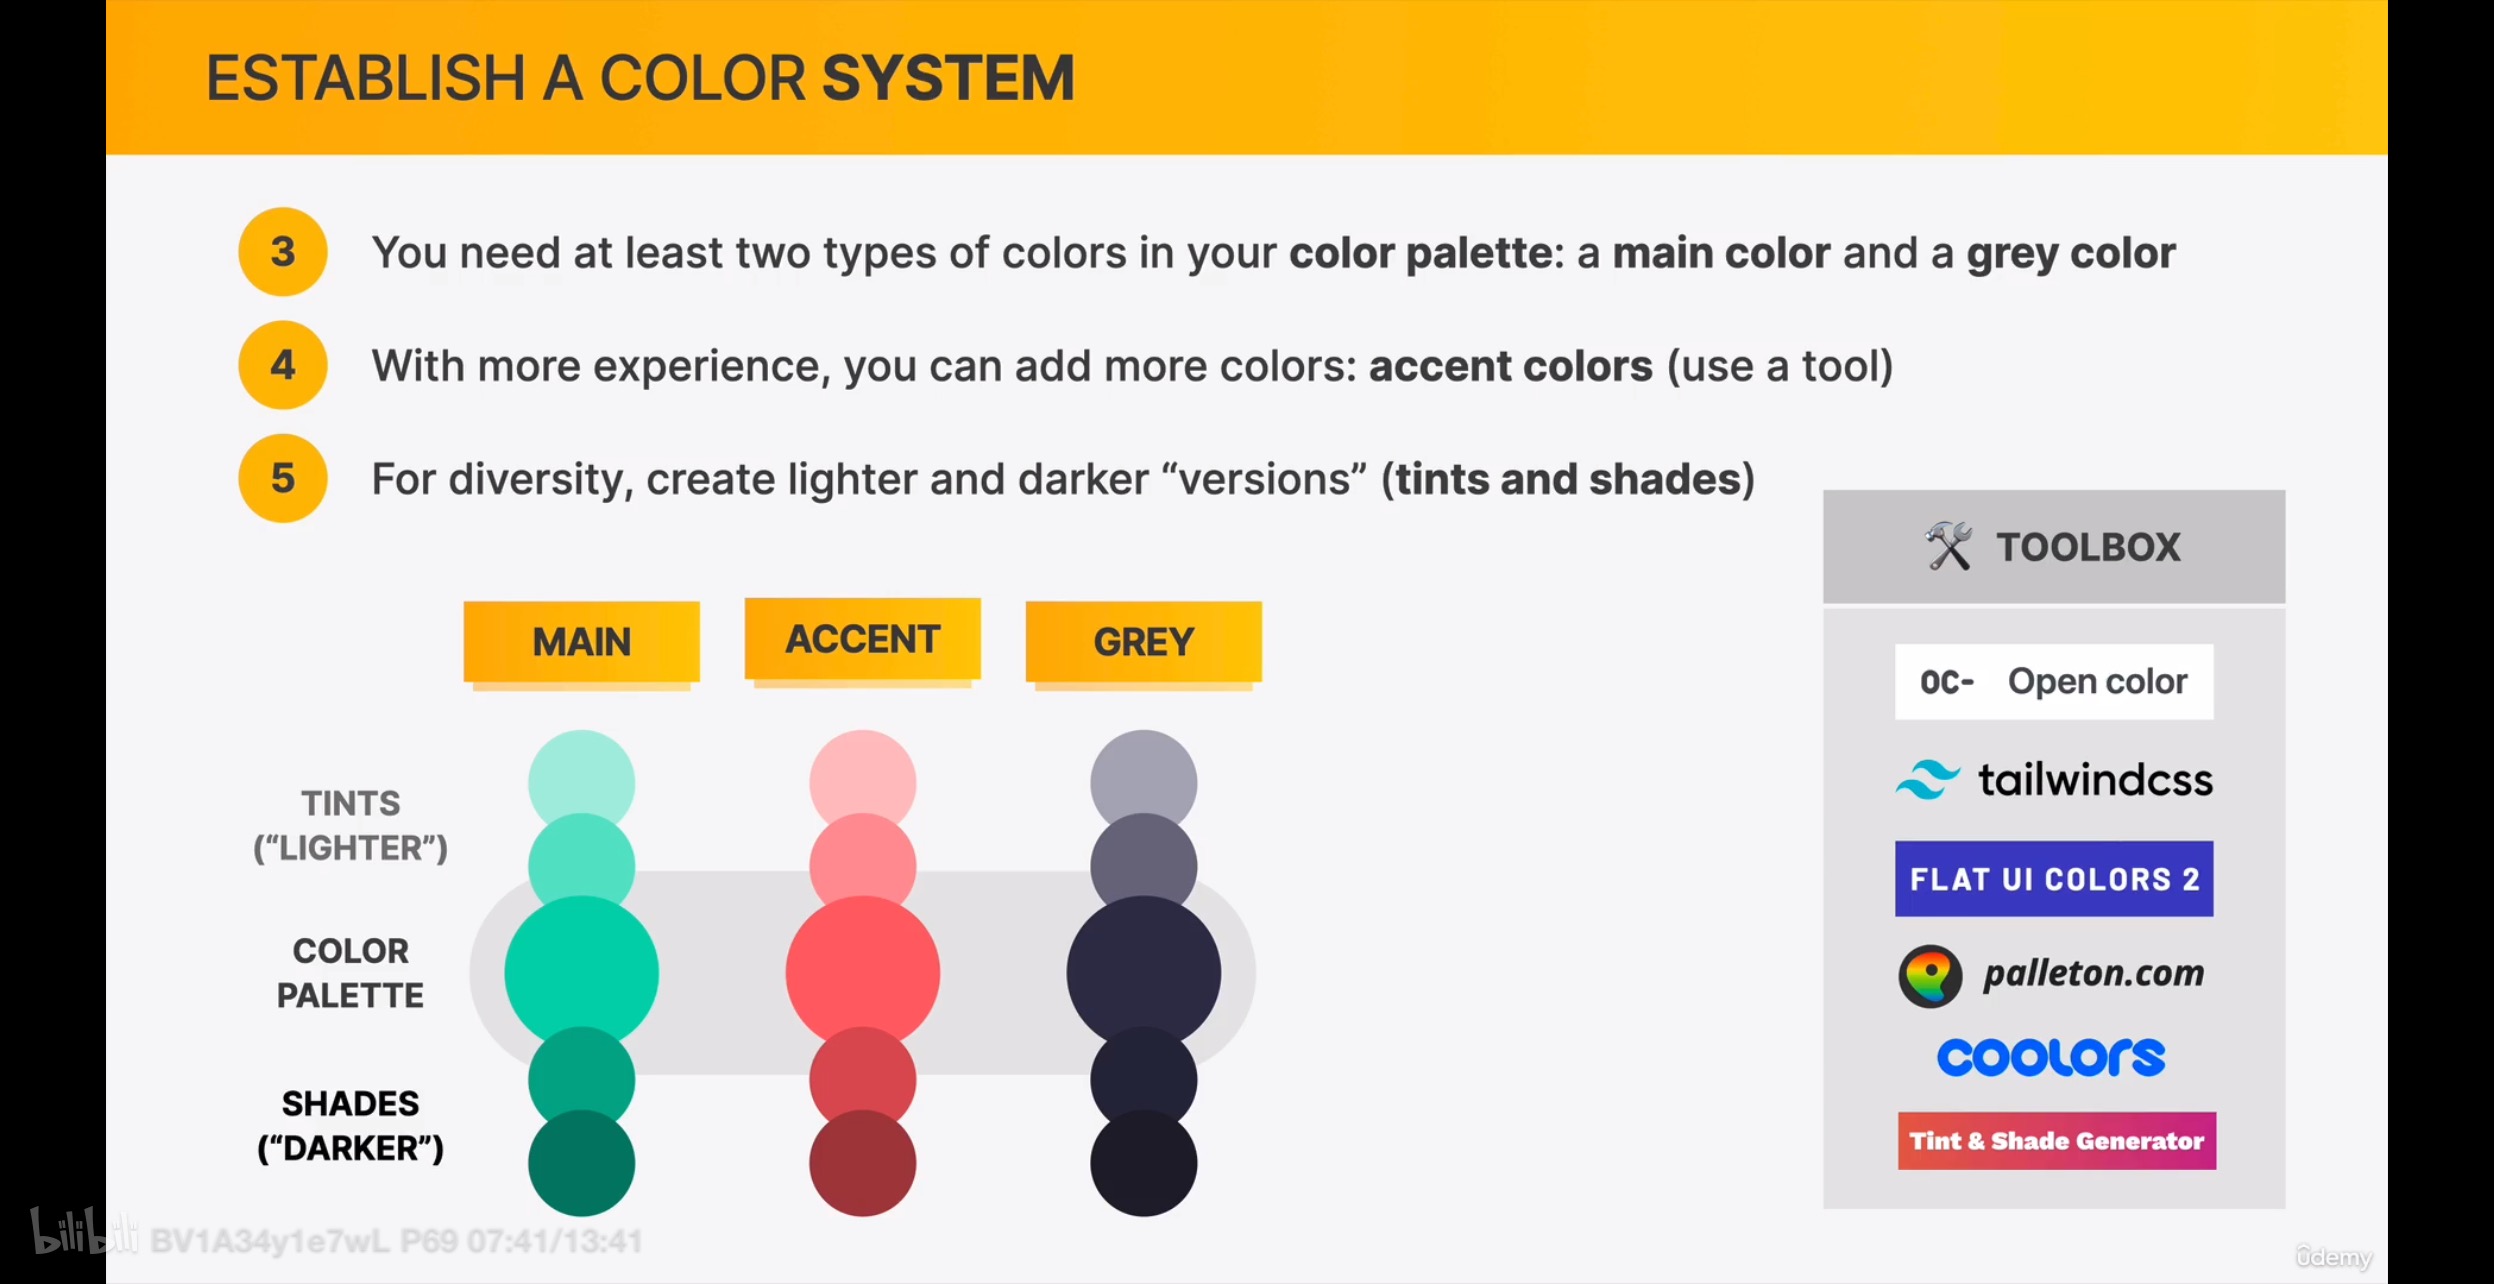 ESTABLISH A COLOR SYSTEM
3 You need at least two types of colors in your color palette: a main color and a grey color
4 With more experience, you can add more colors: accent colors (use a tool)
5 For diversity, create lighter and darker “versions” (tints and shades)
MAIN ACCENT GREY
TINTS
(“LIGHTER”)
COLOR
PALETTE
SHADES
(“DARKER”)
TOOLBOX
OC- Open color
tailwindcss
FLAT UI COLORS 2
palleton.com
coolors
Tint & Shade Generator
bilibili BV1A34y1e7wL P69 07:41/13:41
ûdemy